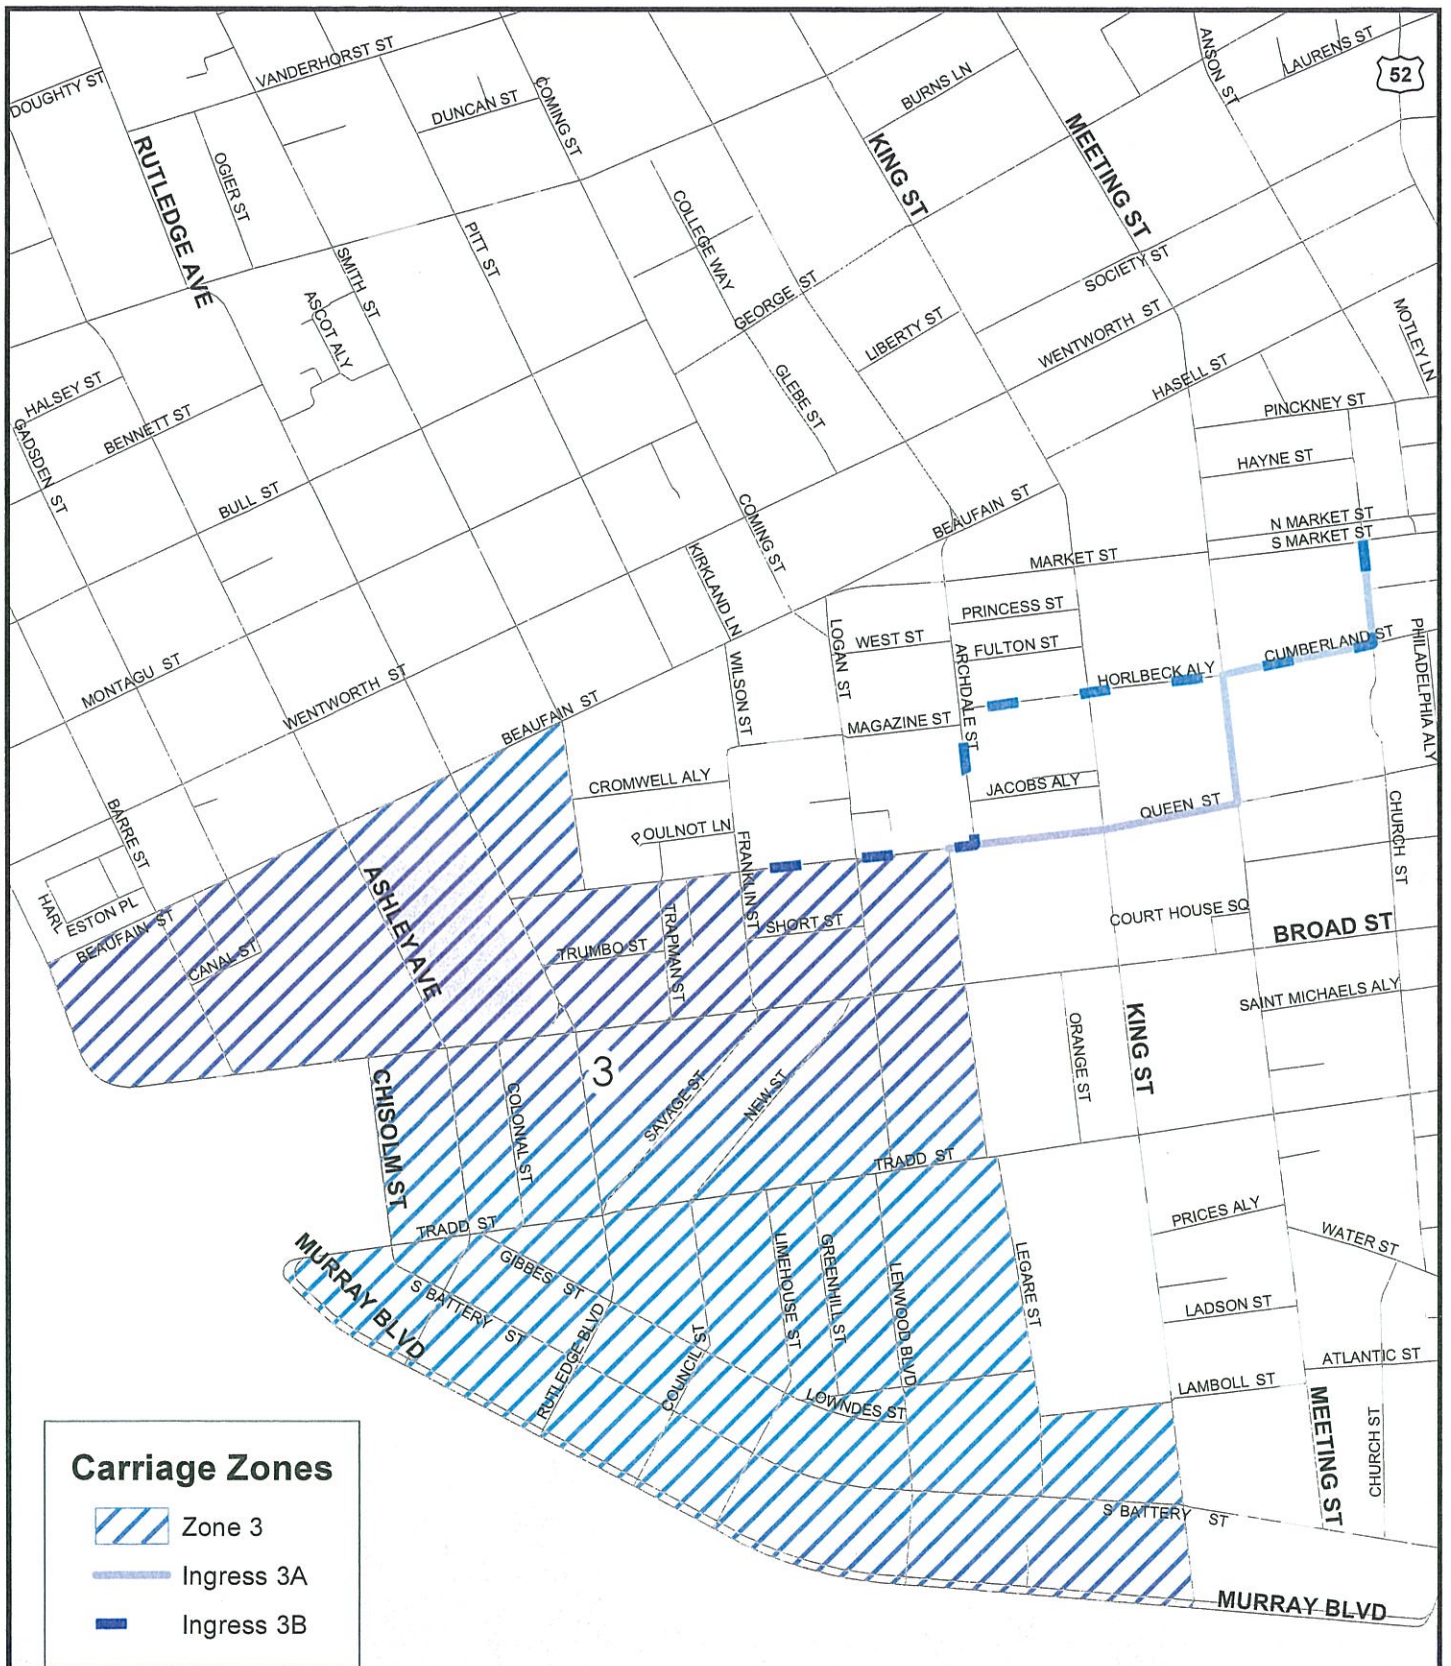 DOUGHTY ST
VANDERHORST ST
DUNCAN ST
COMING ST
BURNS LN
ANSON ST
LAURENS ST
52
RUTLEDGE AVE
OGIER ST
KING ST
MEETING ST
COLLEGE WAY
PITT ST
SMITH ST
ASCOT ALY
GEORGE ST
SOCIETY ST
LIBERTY ST
WENTWORTH ST
MOTLEY LN
HALSEY ST
GLEBE ST
HASELL ST
BENNETT ST
PINCKNEY ST
GADSDEN ST
HAYNE ST
BULL ST
COMING ST
BEAUFAIN ST
N MARKET ST
S MARKET ST
MARKET ST
KIRKLAND LN
PRINCESS ST
WEST ST
FULTON ST
LOGAN ST
ARCHDALE ST
CUMBERLAND ST
PHILADELPHIA ALY
HORLBECK ALY
MONTAGU ST
WENTWORTH ST
WILSON ST
BEAUFAIN ST
MAGAZINE ST
CROMWELL ALY
JACOBS ALY
QUEEN ST
BARRE ST
POULNOT LN
FRANKLIN ST
CHURCH ST
ASHLEY AVE
HARLESTON PL
BEAUFAIN ST
TRAPMAN ST
SHORT ST
COURT HOUSE SQ
BROAD ST
CANAL ST
TRUMBO ST
SAINT MICHAELS ALY
ORANGE ST
KING ST
3
CHISOLM ST
COLONIAL ST
SAVAGE ST
NEW ST
TRADD ST
PRICES ALY
TRADD ST
WATER ST
MURRAY BLVD
GIBBES ST
LIMEHOUSE ST
GREENHILL ST
LENWOOD BLVD
LEGARE ST
S BATTERY ST
LADSON ST
RUTLEDGE BLVD
COUNCIL ST
ATLANTIC ST
LAMBOLL ST
LOWNDES ST
MEETING ST
CHURCH ST
S BATTERY ST
MURRAY BLVD
Carriage Zones
Zone 3
Ingress 3A
Ingress 3B